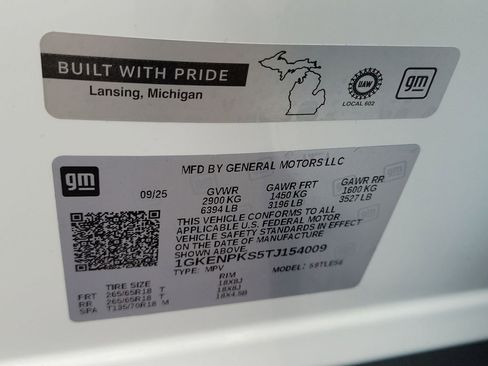 BUILT WITH PRIDE
Lansing, Michigan
UAW
LOCAL 602
gm
gm
MFD BY GENERAL MOTORS LLC
09/25 GVWR GAWR FRT GAWR RR
2900 KG 1450 KG 1600 KG
6394 LB 3196 LB 3527 LB
THIS VEHICLE CONFORMS TO ALL
APPLICABLE U.S. FEDERAL MOTOR
VEHICLE SAFETY STANDARDS IN EFFECT
ON THE DATE OF MANUFACTURE
SHOWN ABOVE.
1GKENPKS5TJ154009
TYPE: MPV MODEL:
TIRE SIZE RIM
FRT 265/65R18 T 18X8J
RR 265/65R18 T 18X8J
SPA T135/70R18 M 18X4.5B